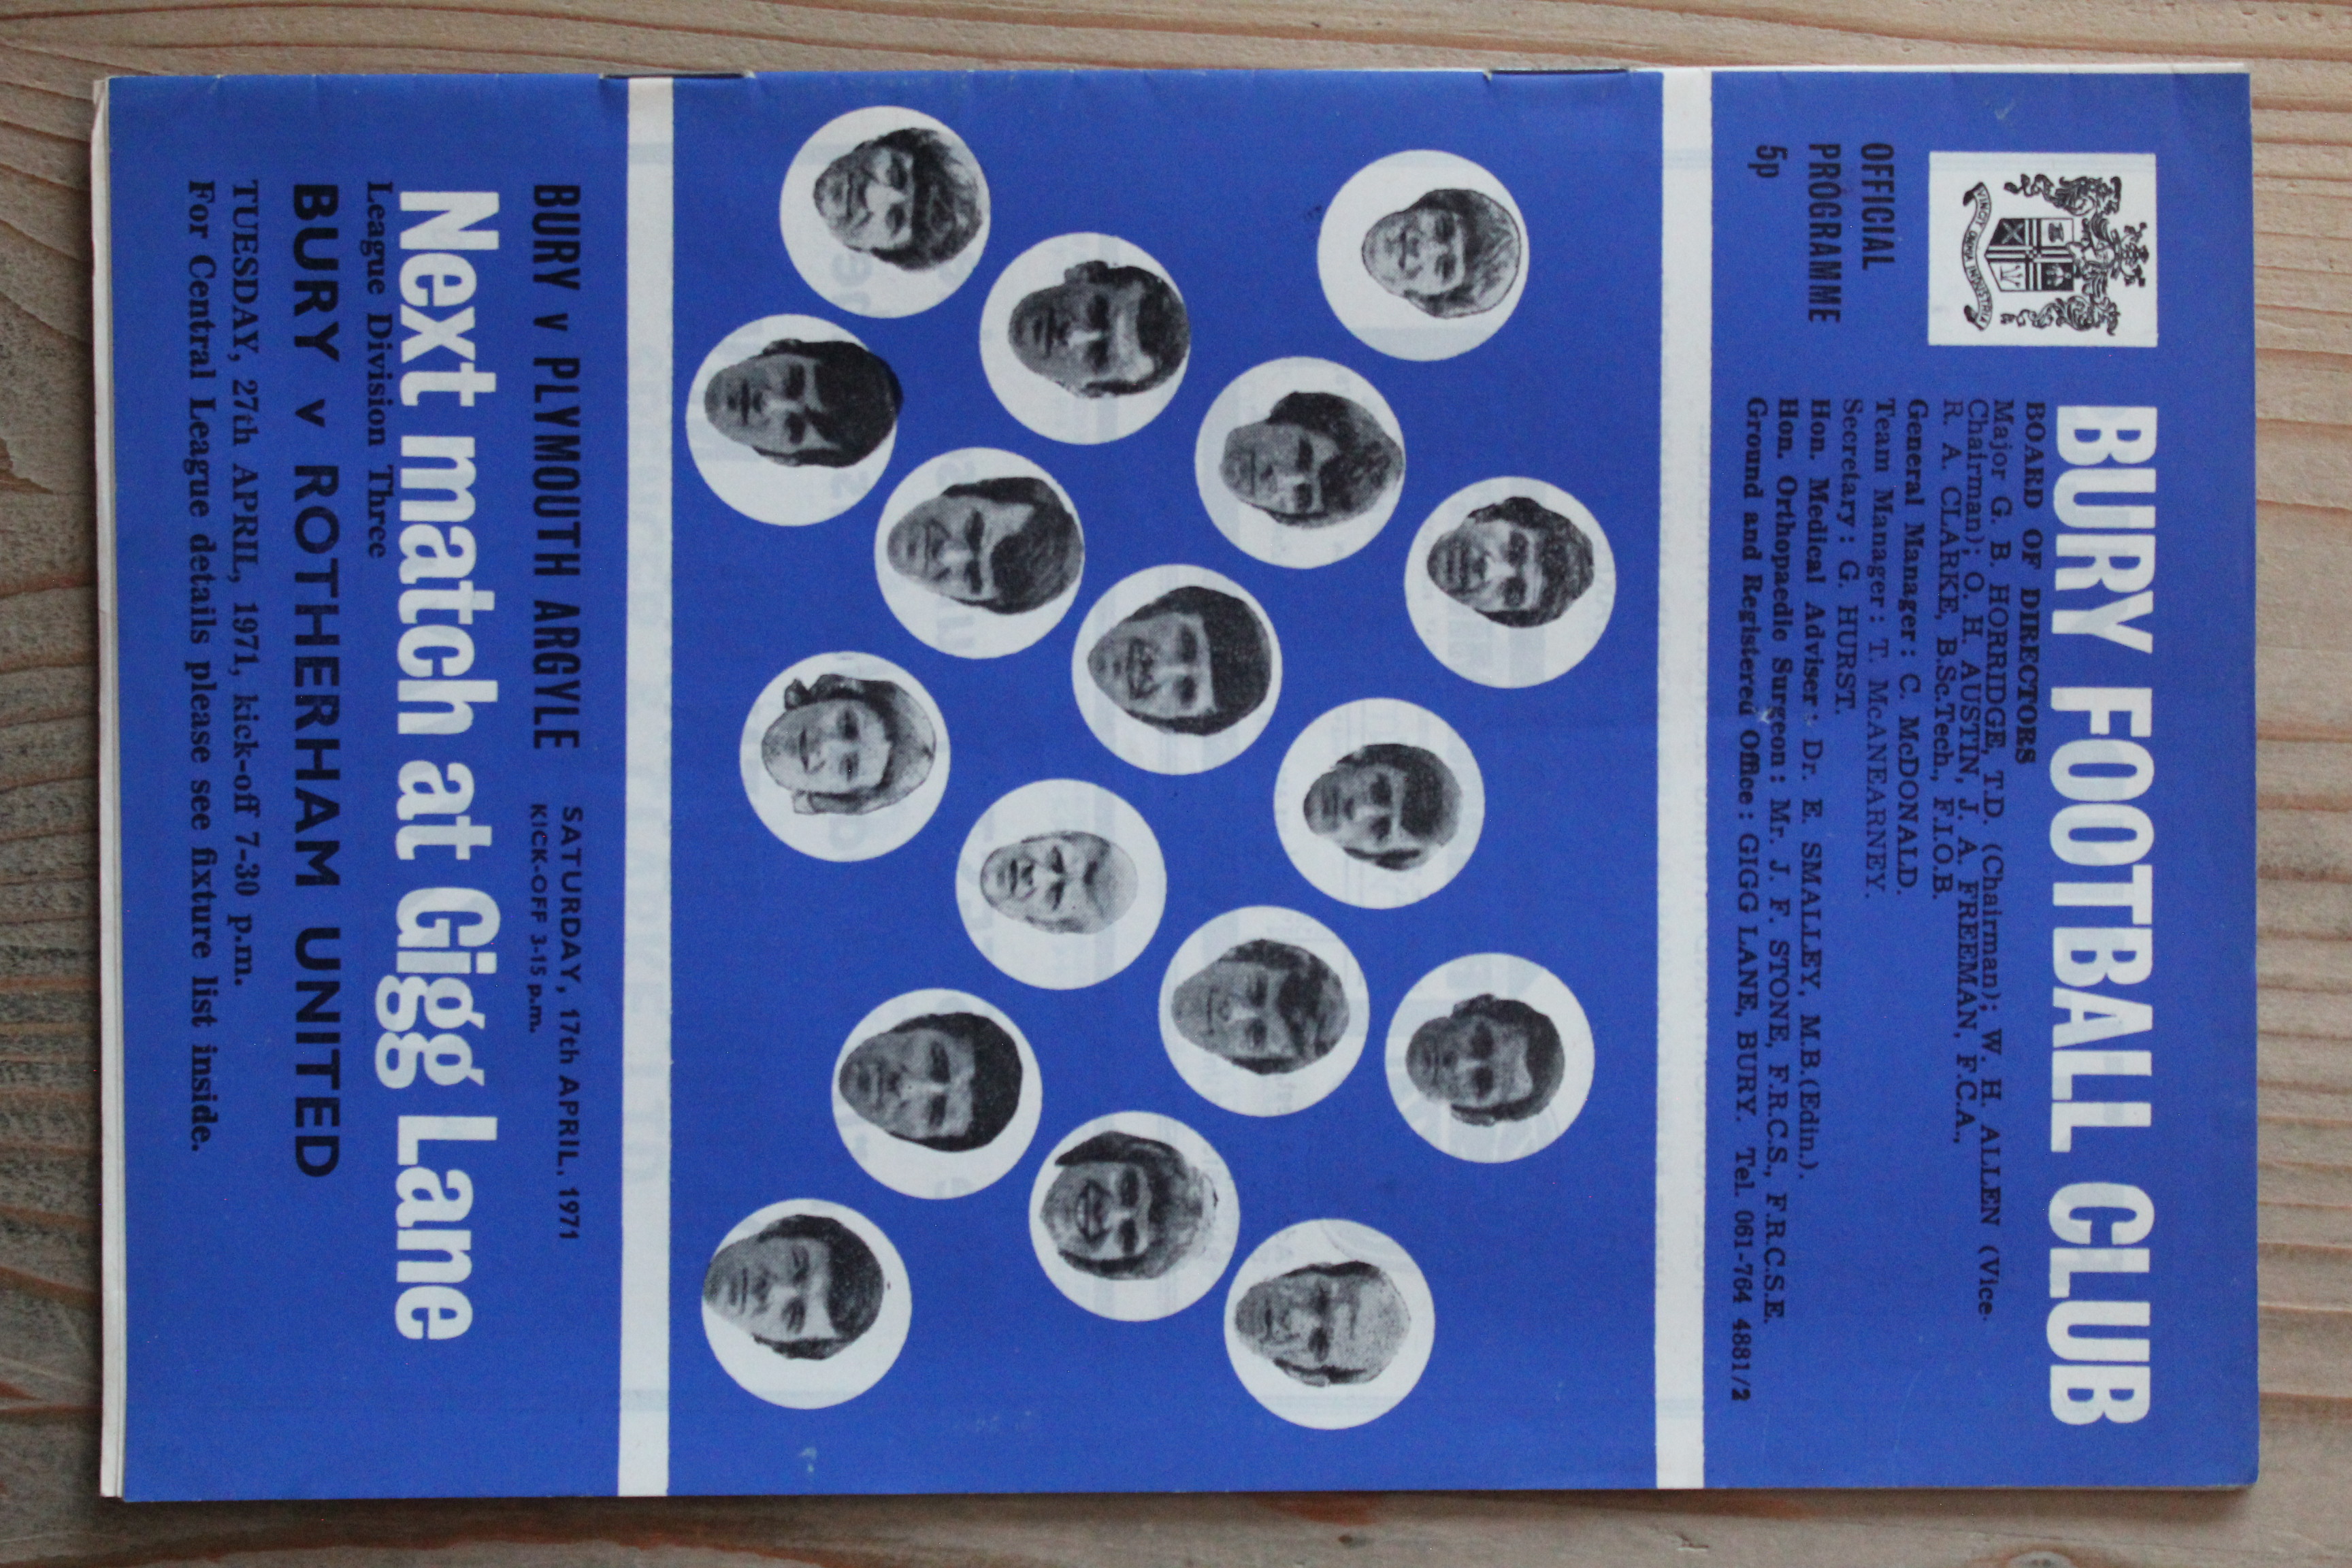 BURY FOOTBALL CLUB
VINCIT OMNIA INDUSTRIA
OFFICIAL
PROGRAMME
5p
BOARD OF DIRECTORS
Major G. B. HORRIDGE, T.D. (Chairman); W. H. ALLEN (Vice-
Chairman); O. H. AUSTIN, J. A. FREEMAN, F.C.A.,
R. A. CLARKE, B.Sc.Tech., F.I.O.B.
General Manager: C. McDONALD.
Team Manager: T. McANEARNEY.
Secretary: G. HURST.
Hon. Medical Adviser: Dr. E. SMALLEY, M.B.(Edin.).
Hon. Orthopaedic Surgeon: Mr. J. F. STONE, F.R.C.S., F.R.C.S.E.
Ground and Registered Office: GIGG LANE, BURY. Tel. 061-764 4881/2
BURY v PLYMOUTH ARGYLE
SATURDAY, 17th APRIL, 1971
KICK-OFF 3-15 p.m.
Next match at Gigg Lane
League Division Three
BURY v ROTHERHAM UNITED
TUESDAY, 27th APRIL, 1971, kick-off 7-30 p.m.
For Central League details please see fixture list inside.